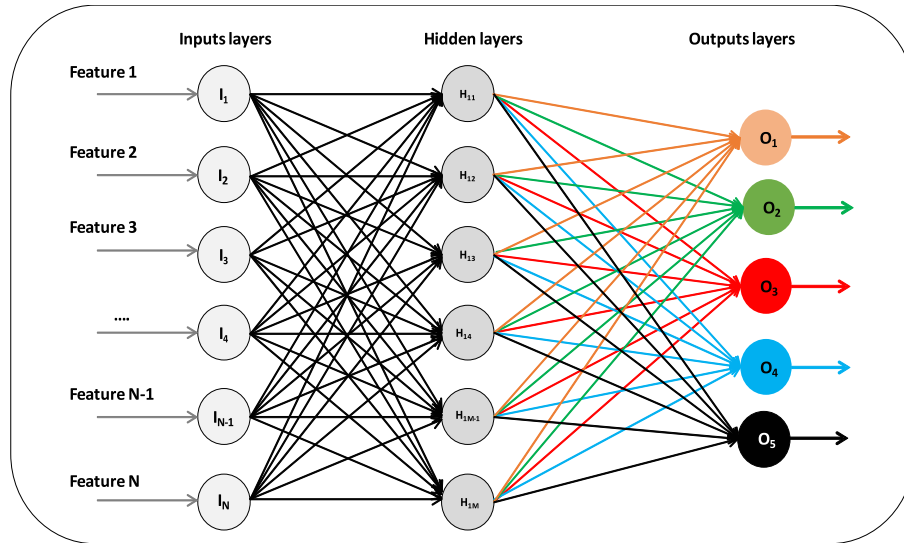 Inputs layers
Hidden layers
Outputs layers
Feature 1
Feature 2
Feature 3
....
Feature N-1
Feature N
I1
I2
I3
I4
IN-1
IN
H11
H12
H13
H14
H1M-1
H1M
O1
O2
O3
O4
O5